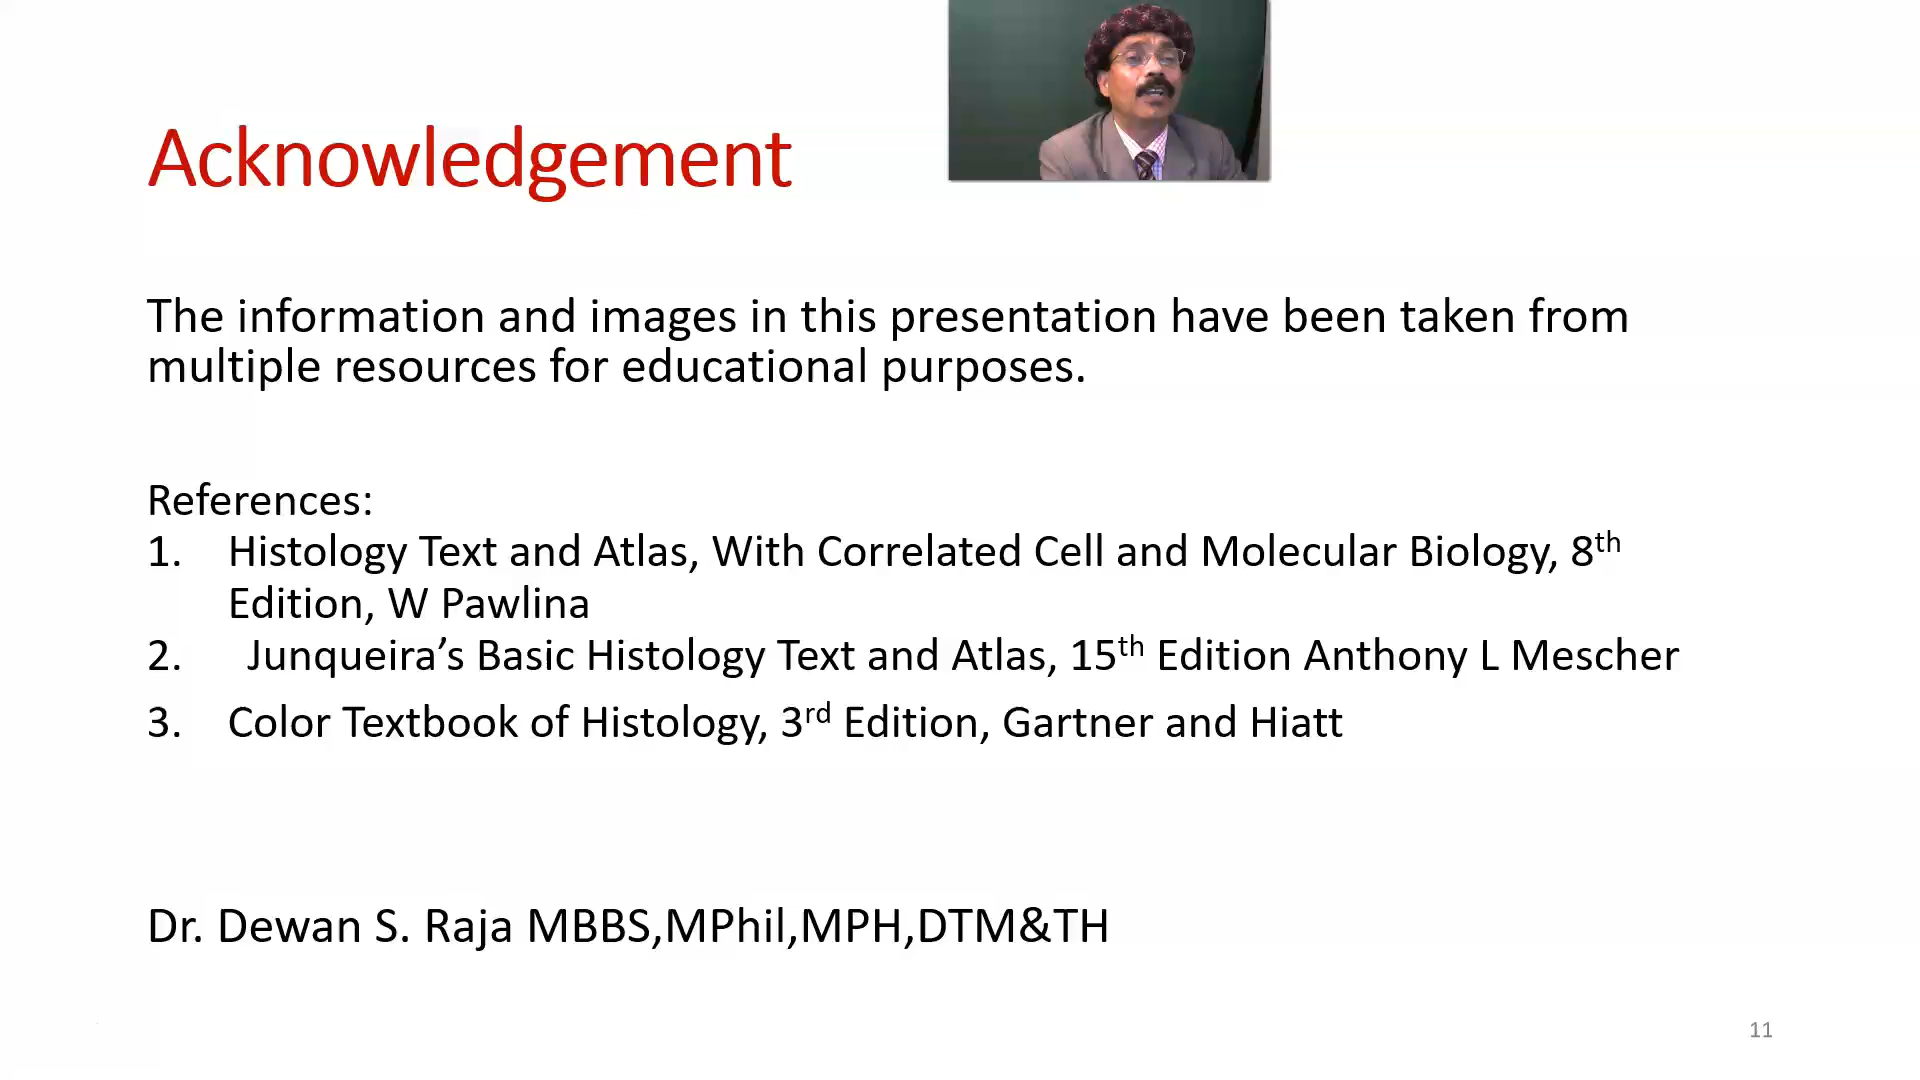 Acknowledgement
The information and images in this presentation have been taken from
multiple resources for educational purposes.
References:
1. Histology Text and Atlas, With Correlated Cell and Molecular Biology, 8th
Edition, W Pawlina
2. Junqueira’s Basic Histology Text and Atlas, 15th Edition Anthony L Mescher
3. Color Textbook of Histology, 3rd Edition, Gartner and Hiatt
Dr. Dewan S. Raja MBBS,MPhil,MPH,DTM&TH
11